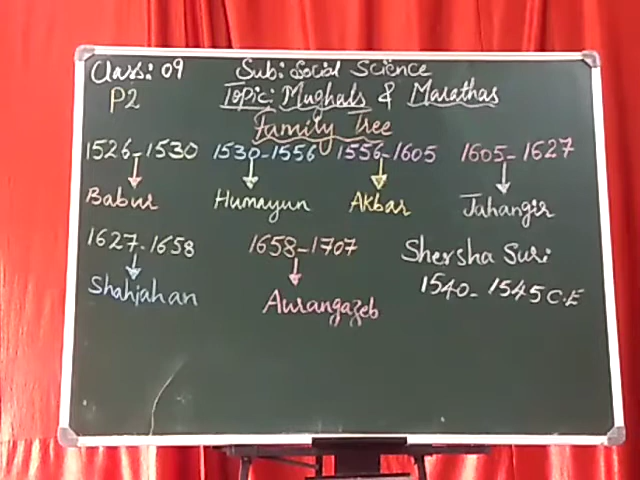 Class: 09 Sub: Social Science
P2 Topic: Mughals & Marathas
Family Tree
1526-1530 1530-1556 1556-1605 1605-1627
Babur Humayun Akbar Jahangir
1627-1658 1658-1707 Shersha Suri
Shahjahan Aurangazeb 1540-1545 C.E